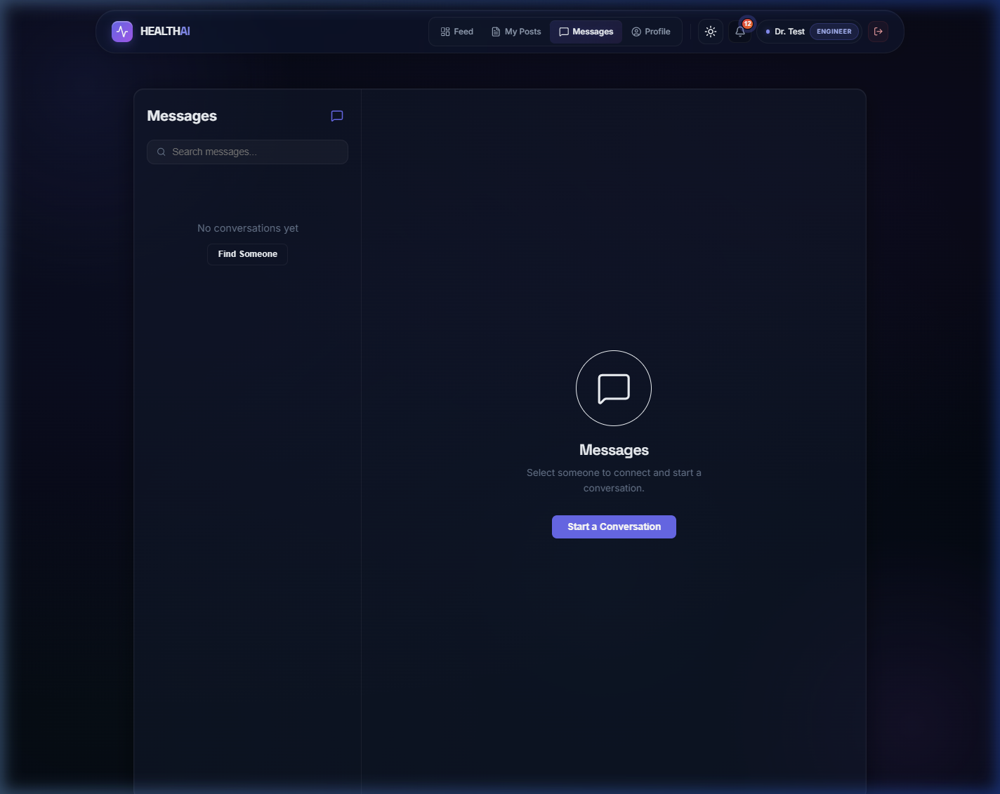 HEALTHAI
Feed
My Posts
Messages
Profile
12
Dr. Test
ENGINEER
Messages
Search messages...
No conversations yet
Find Someone
Messages
Select someone to connect and start a
conversation.
Start a Conversation